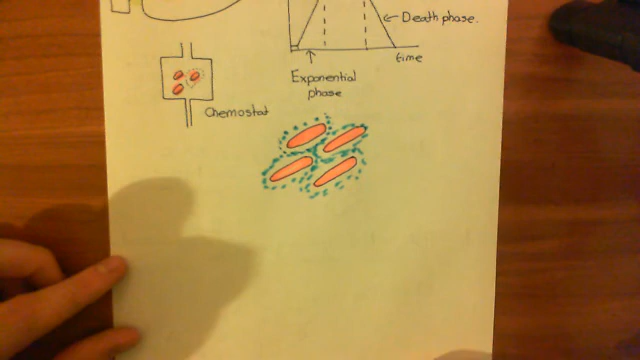 Death phase.
time
Exponential
phase
Chemostat